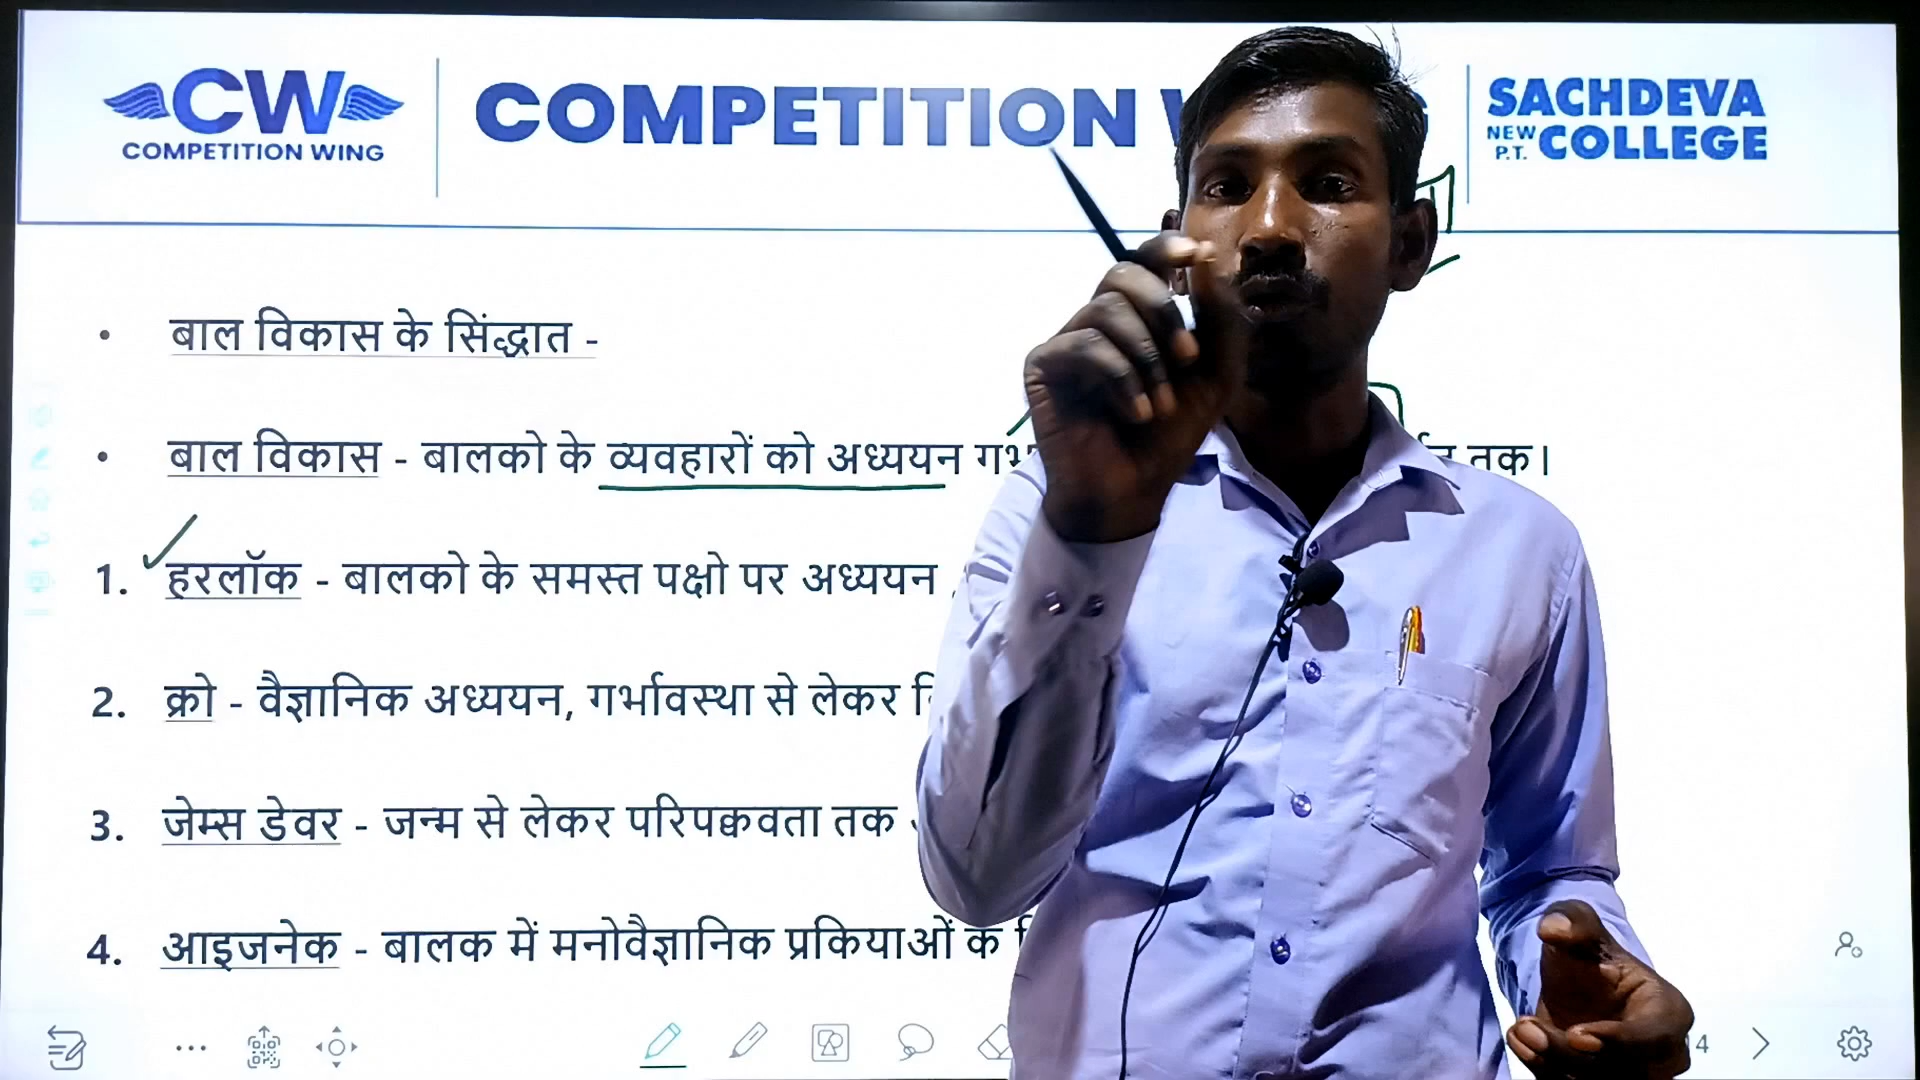 CW
COMPETITION WING
COMPETITION
SACHDEVA
NEW P.T. COLLEGE
• बाल विकास के सिंद्धात -
• बाल विकास - बालको के व्यवहारों को अध्ययन तक।
1. हरलॉक - बालको के समस्त पक्षो पर अध्ययन
2. क्रो - वैज्ञानिक अध्ययन, गर्भावस्था से लेकर
3. जेम्स डेवर - जन्म से लेकर परिपक्कवता तक
4. आइजनेक - बालक में मनोवैज्ञानिक प्रकियाओं क